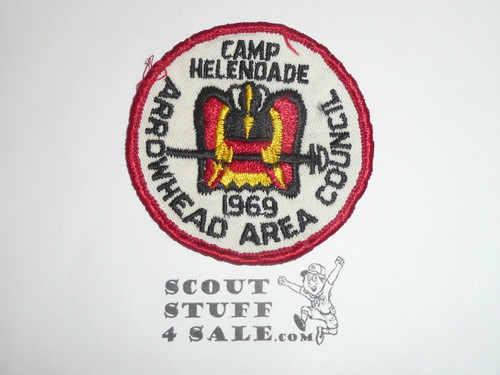 CAMP
HELENDADE
ARROWHEAD AREA COUNCIL
1969
SCOUT
STUFF
4 SALE.COM